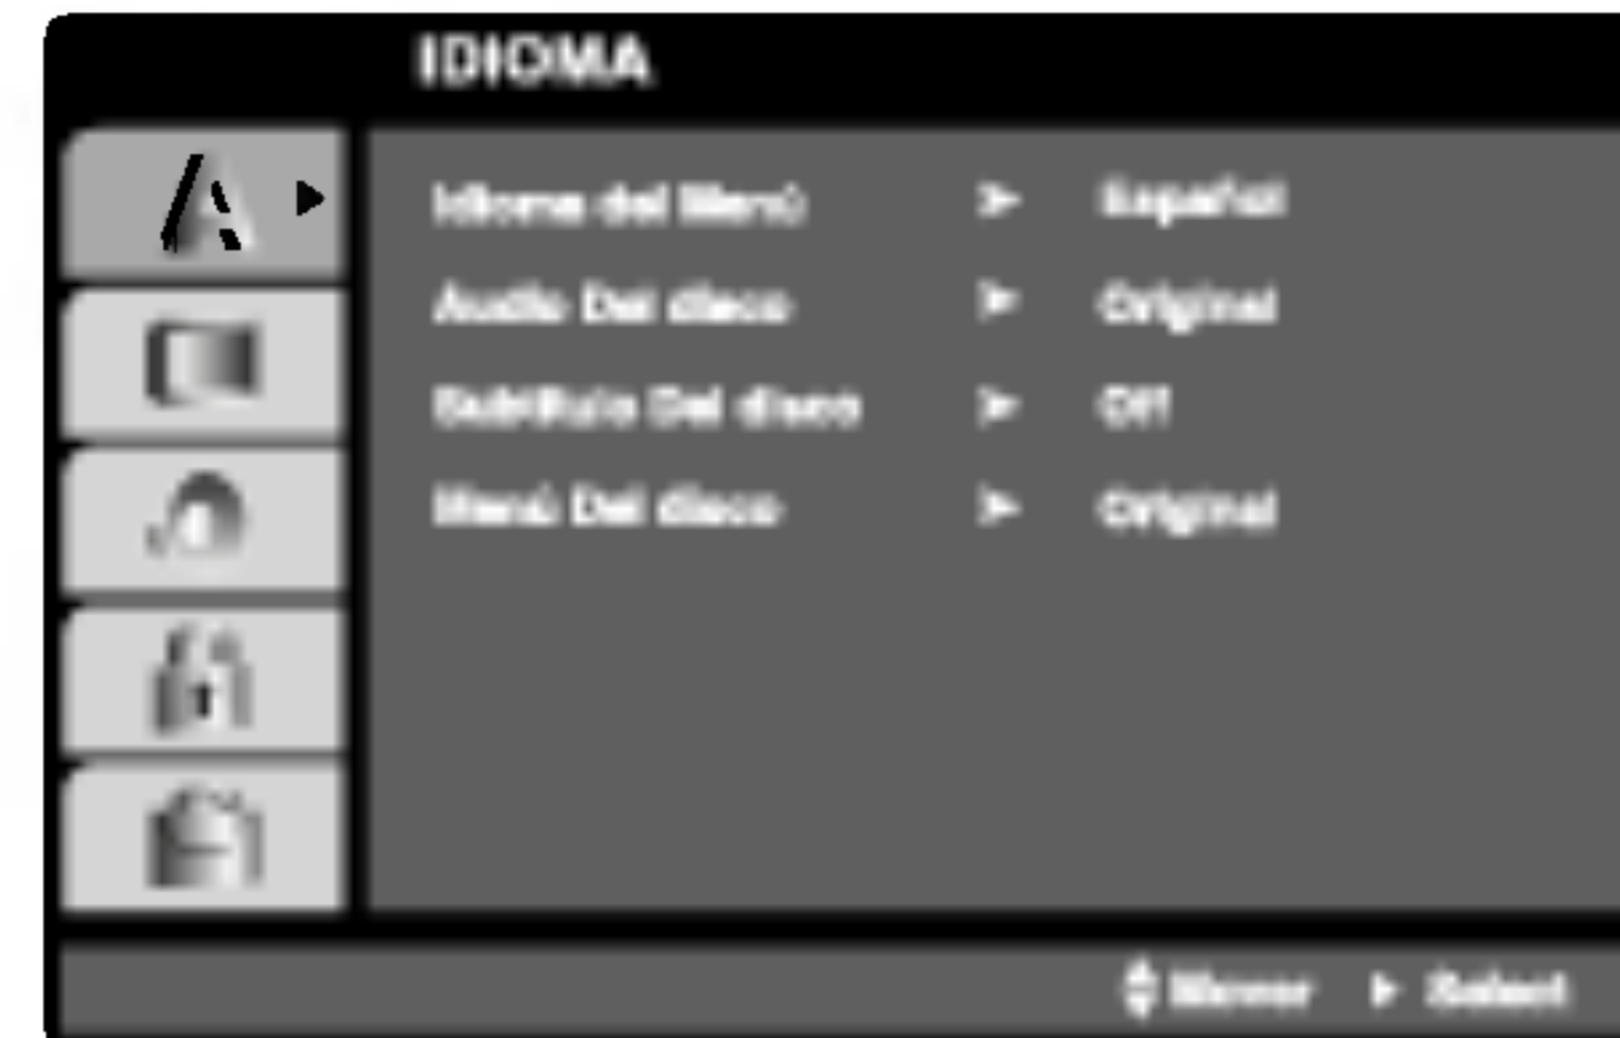 IDIOMA
Idioma del Menú Español
Audio Del disco Original
Subtítulo Del disco Off
Menú Del disco Original
Mover Select